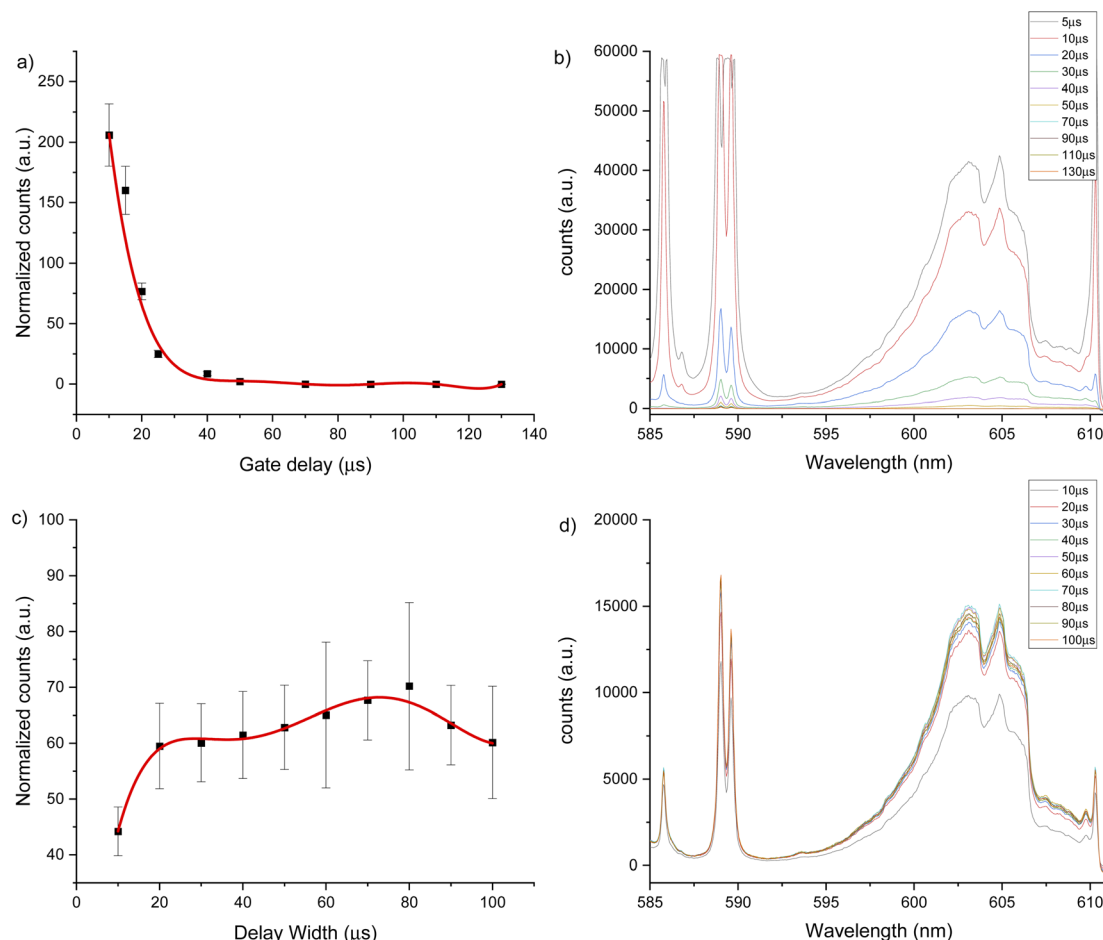 a)
250
200
150
100
50
0
0 20 40 60 80 100 120 140
Normalized counts (a.u.)
Gate delay (μs)
b)
60000
50000
40000
30000
20000
10000
0
585 590 595 600 605 610
counts (a.u.)
Wavelength (nm)
5μs
10μs
20μs
30μs
40μs
50μs
70μs
90μs
110μs
130μs
c)
100
90
80
70
60
50
40
0 20 40 60 80 100
Normalized counts (a.u.)
Delay Width (μs)
d)
20000
15000
10000
5000
0
585 590 595 600 605 610
counts (a.u.)
Wavelength (nm)
10μs
20μs
30μs
40μs
50μs
60μs
70μs
80μs
90μs
100μs